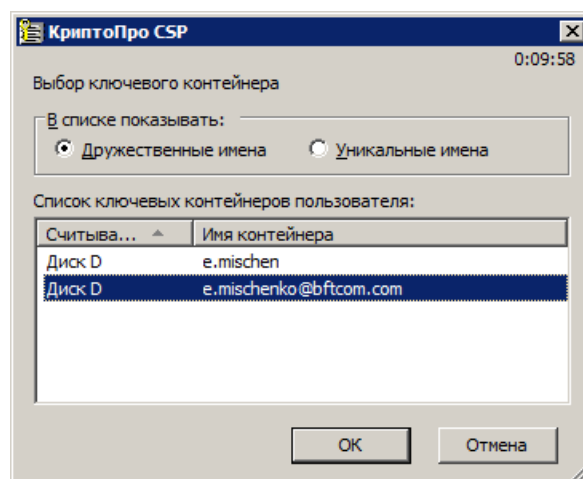 КриптоПро CSP
0:09:58
Выбор ключевого контейнера
В списке показывать:
Дружественные имена Уникальные имена
Список ключевых контейнеров пользователя:
Считыва... Имя контейнера
Диск D e.mischen
Диск D e.mischenko@bftcom.com
OK Отмена